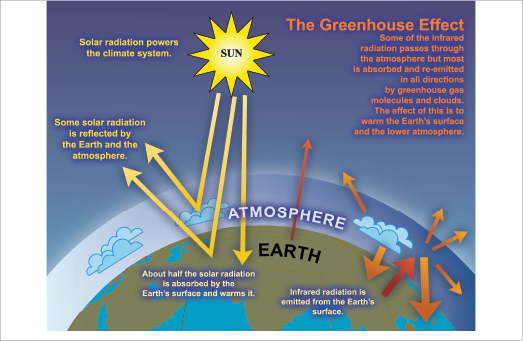 The Greenhouse Effect
Solar radiation powers
the climate system.
SUN
Some of the infrared
radiation passes through
the atmosphere but most
is absorbed and re-emitted
in all directions
by greenhouse gas
molecules and clouds.
The effect of this is to
warm the Earth's surface
and the lower atmosphere.
Some solar radiation
is reflected by
the Earth and the
atmosphere.
ATMOSPHERE
EARTH
About half the solar radiation
is absorbed by the
Earth's surface and warms it.
Infrared radiation is
emitted from the Earth's
surface.